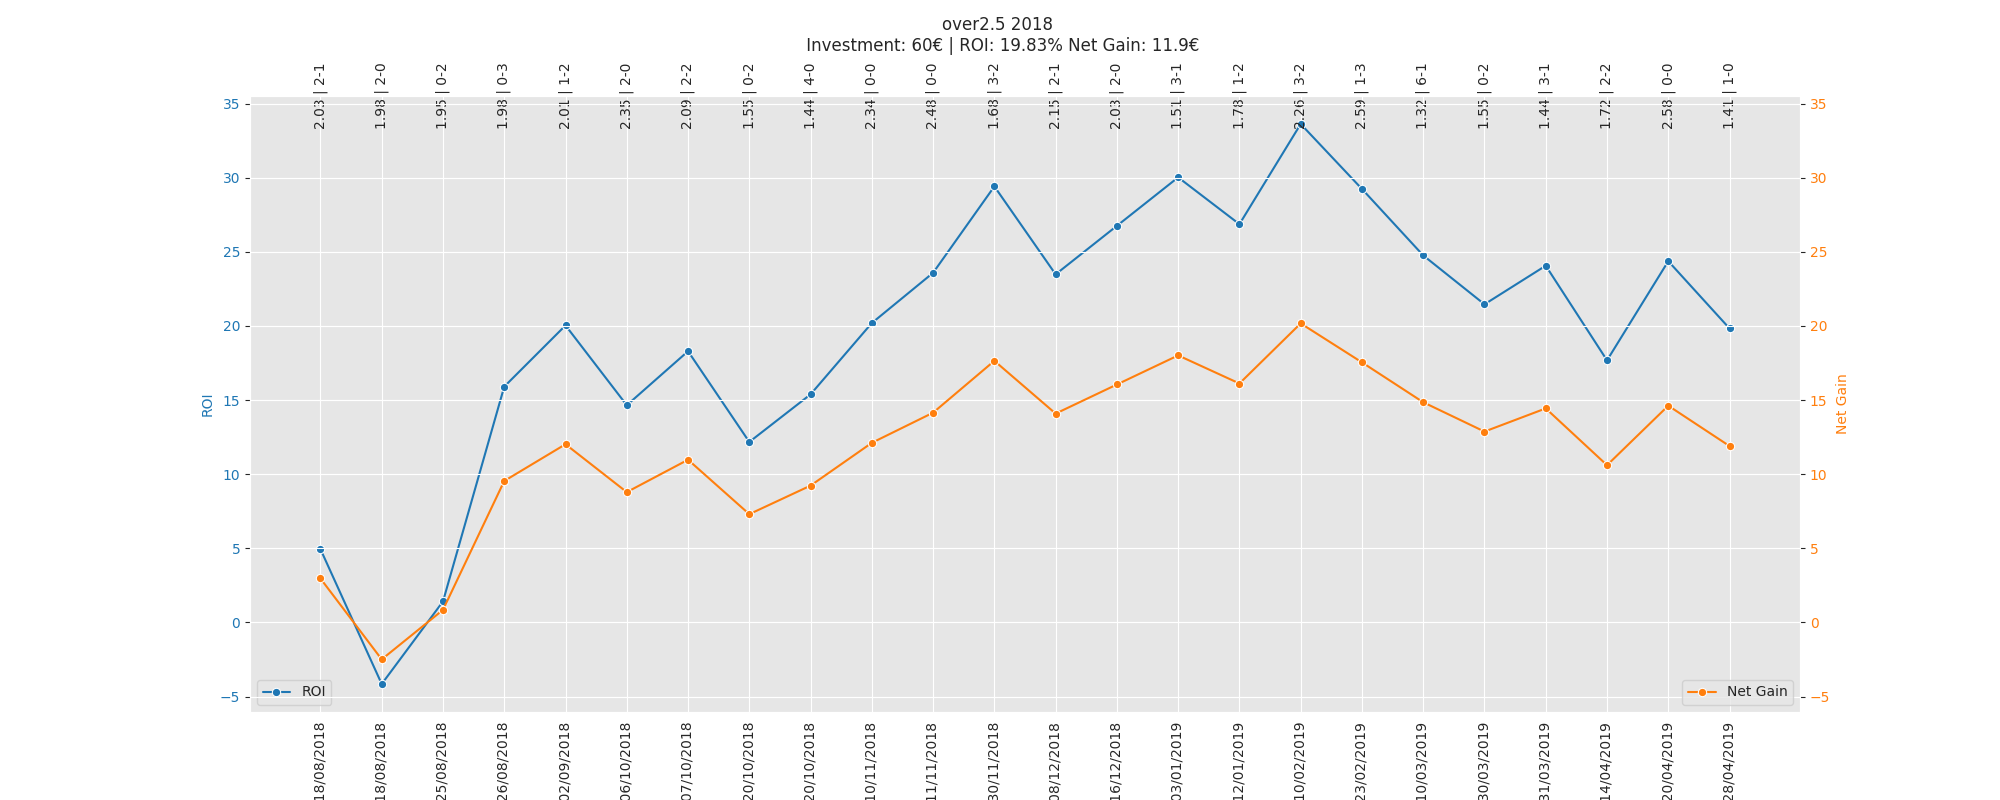 over2.5 2018
Investment: 60€ | ROI: 19.83% Net Gain: 11.9€
2.03 | 2-1
1.98 | 2-0
1.95 | 0-2
1.98 | 0-3
2.01 | 1-2
2.35 | 2-0
2.09 | 2-2
1.55 | 0-2
1.44 | 4-0
2.34 | 0-0
2.48 | 0-0
1.68 | 3-2
2.15 | 2-1
2.03 | 2-0
1.51 | 3-1
1.78 | 1-2
2.26 | 3-2
2.59 | 1-3
1.32 | 6-1
1.55 | 0-2
1.44 | 3-1
1.72 | 2-2
2.58 | 0-0
1.41 | 1-0
35
30
25
20
15
10
5
0
−5
ROI
35
30
25
20
15
10
5
0
−5
Net Gain
ROI
Net Gain
18/08/2018
18/08/2018
25/08/2018
26/08/2018
02/09/2018
06/10/2018
07/10/2018
20/10/2018
20/10/2018
10/11/2018
11/11/2018
30/11/2018
08/12/2018
16/12/2018
03/01/2019
12/01/2019
10/02/2019
23/02/2019
10/03/2019
30/03/2019
31/03/2019
14/04/2019
20/04/2019
28/04/2019